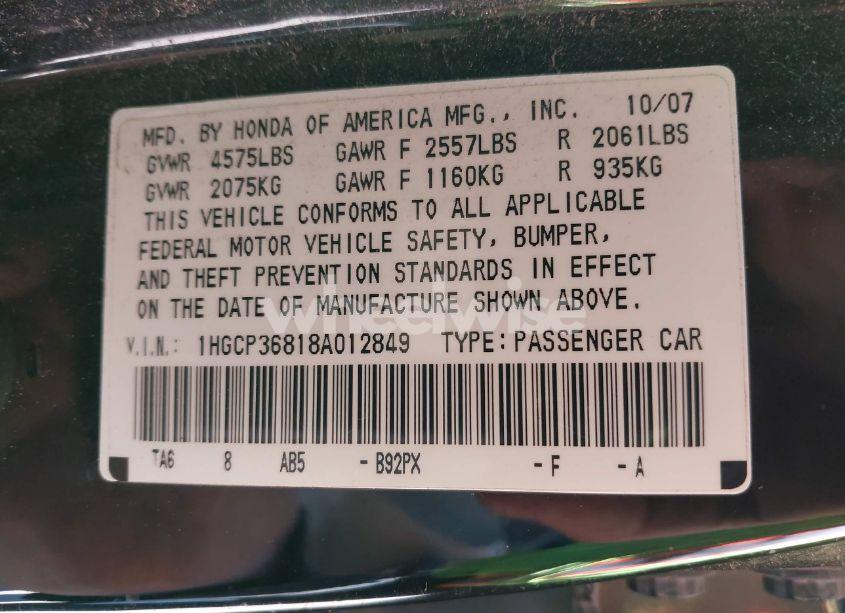 MFD. BY HONDA OF AMERICA MFG., INC. 10/07
GVWR 4575LBS GAWR F 2557LBS R 2061LBS
GVWR 2075KG GAWR F 1160KG R 935KG
THIS VEHICLE CONFORMS TO ALL APPLICABLE
FEDERAL MOTOR VEHICLE SAFETY, BUMPER,
AND THEFT PREVENTION STANDARDS IN EFFECT
ON THE DATE OF MANUFACTURE SHOWN ABOVE.
wheelwise
V.I.N.: 1HGCP36818A012849 TYPE:PASSENGER CAR
TA6 8 AB5 -B92PX -F -A